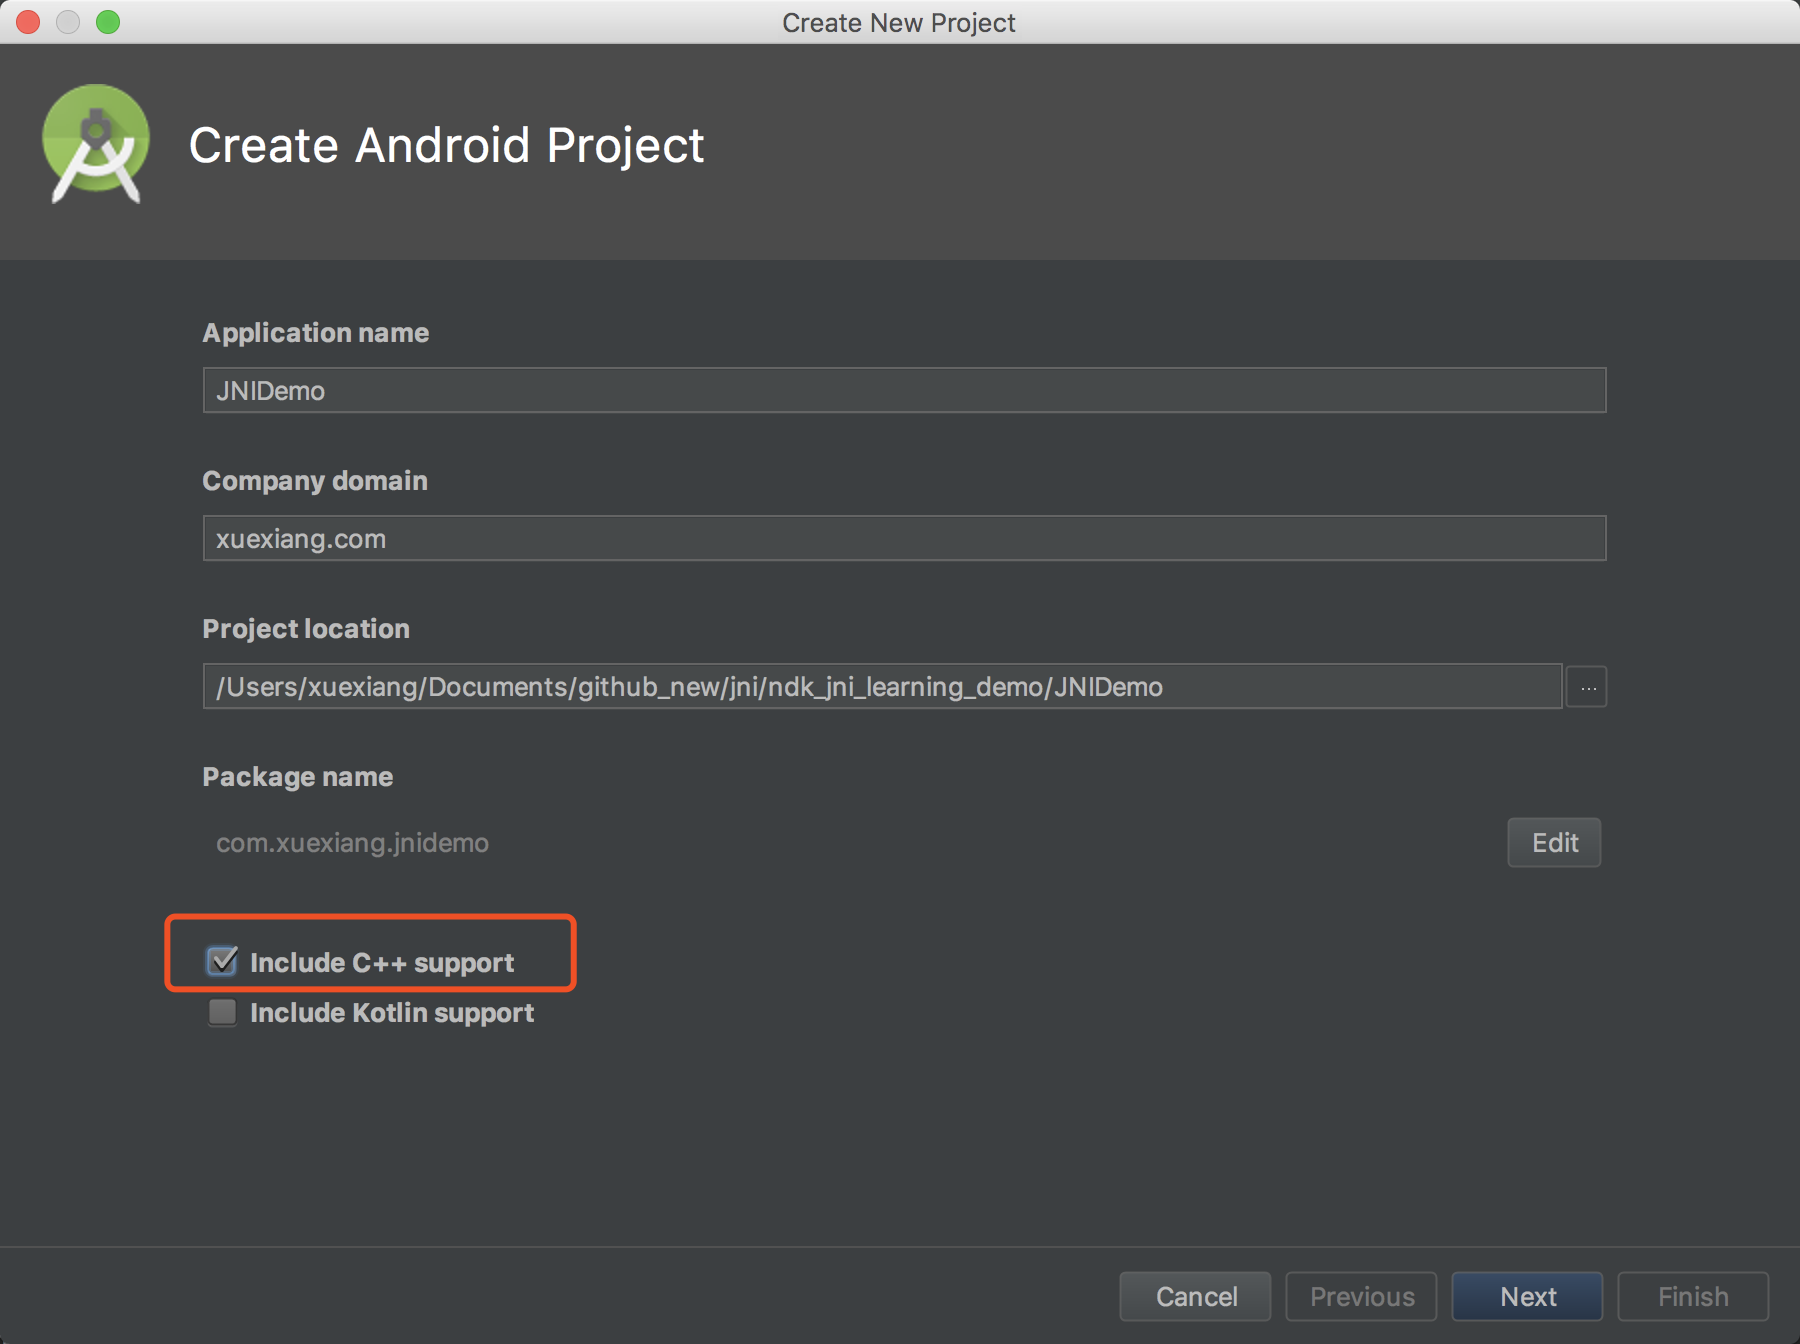 Create New Project
Create Android Project
Application name
JNIDemo
Company domain
xuexiang.com
Project location
/Users/xuexiang/Documents/github_new/jni/ndk_jni_learning_demo/JNIDemo
...
Package name
com.xuexiang.jnidemo
Edit
Include C++ support
Include Kotlin support
Cancel Previous Next Finish